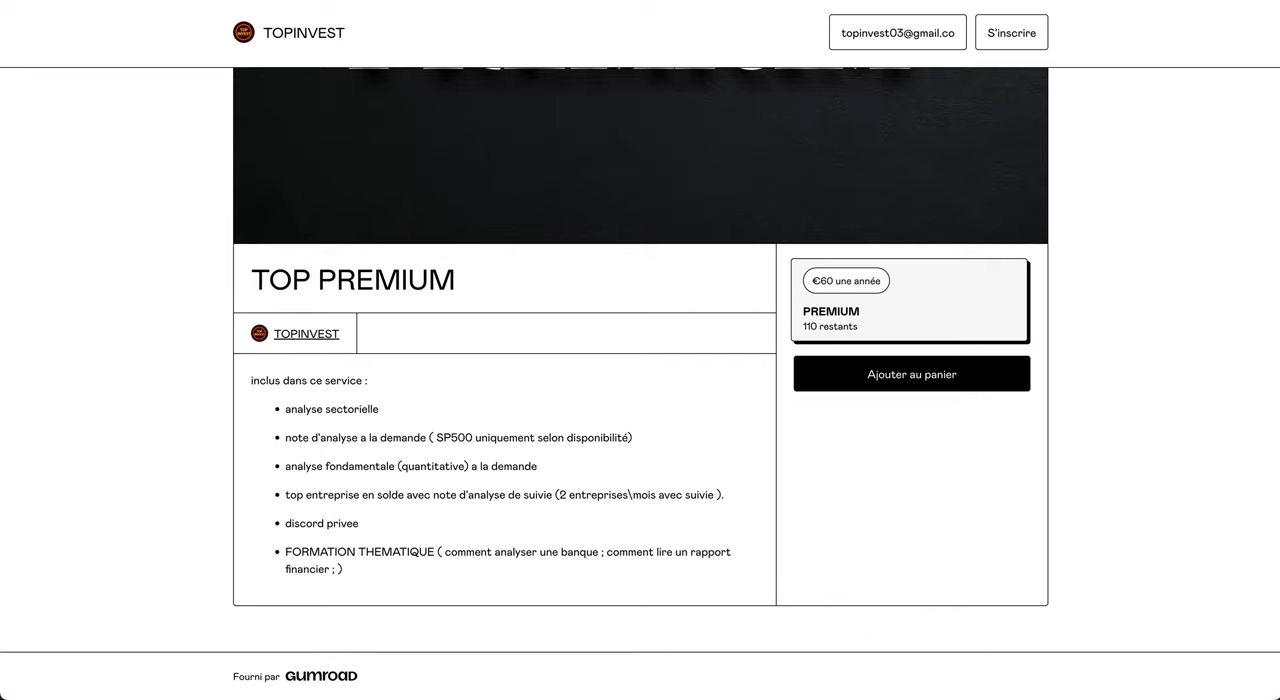 TOPINVEST
topinvest03@gmail.co
S'inscrire
TOP PREMIUM
TOPINVEST
inclus dans ce service :
• analyse sectorielle
• note d'analyse a la demande ( SP500 uniquement selon disponibilité)
• analyse fondamentale (quantitative) a la demande
• top entreprise en solde avec note d'analyse de suivie (2 entreprises\mois avec suivie ).
• discord privee
• FORMATION THEMATIQUE ( comment analyser une banque ; comment lire un rapport
financier ; )
€60 une année
PREMIUM
110 restants
Ajouter au panier
Fourni par GUMROAD